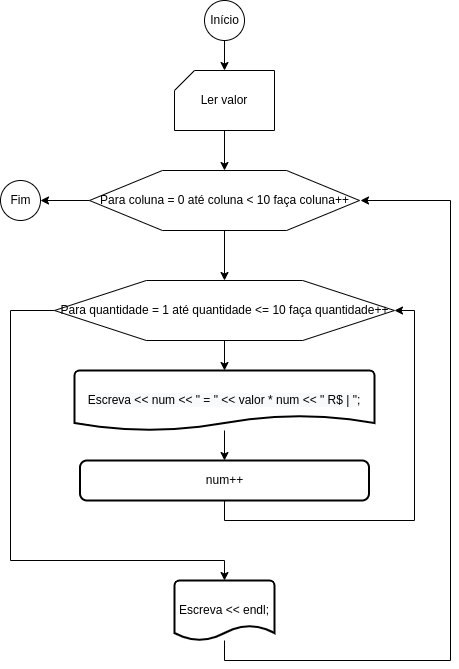 Início
Ler valor
Fim
Para coluna = 0 até coluna < 10 faça coluna++
Para quantidade = 1 até quantidade <= 10 faça quantidade++
Escreva << num << " = " << valor * num << " R$ | ";
num++
Escreva << endl;